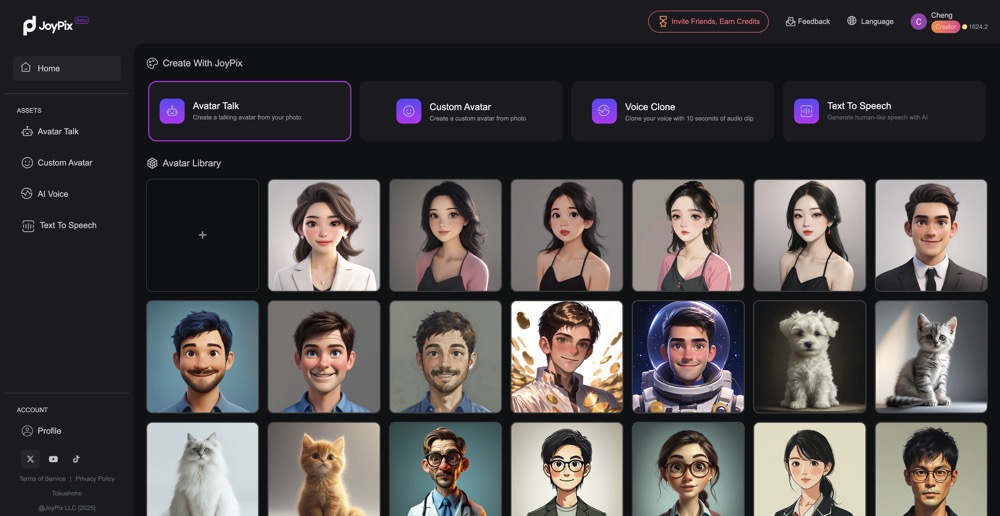 JoyPix beta
Invite Friends, Earn Credits
Feedback
Language
C
Cheng
Creator 1624.2
Home
ASSETS
Avatar Talk
Custom Avatar
AI Voice
Text To Speech
ACCOUNT
Profile
Terms of Service | Privacy Policy
Tokushoho
@JoyPix LLC [2025]
Create With JoyPix
Avatar Talk
Create a talking avatar from your photo
Custom Avatar
Create a custom avatar from photo
Voice Clone
Clone your voice with 10 seconds of audio clip
Text To Speech
Generate human-like speech with AI
Avatar Library
+